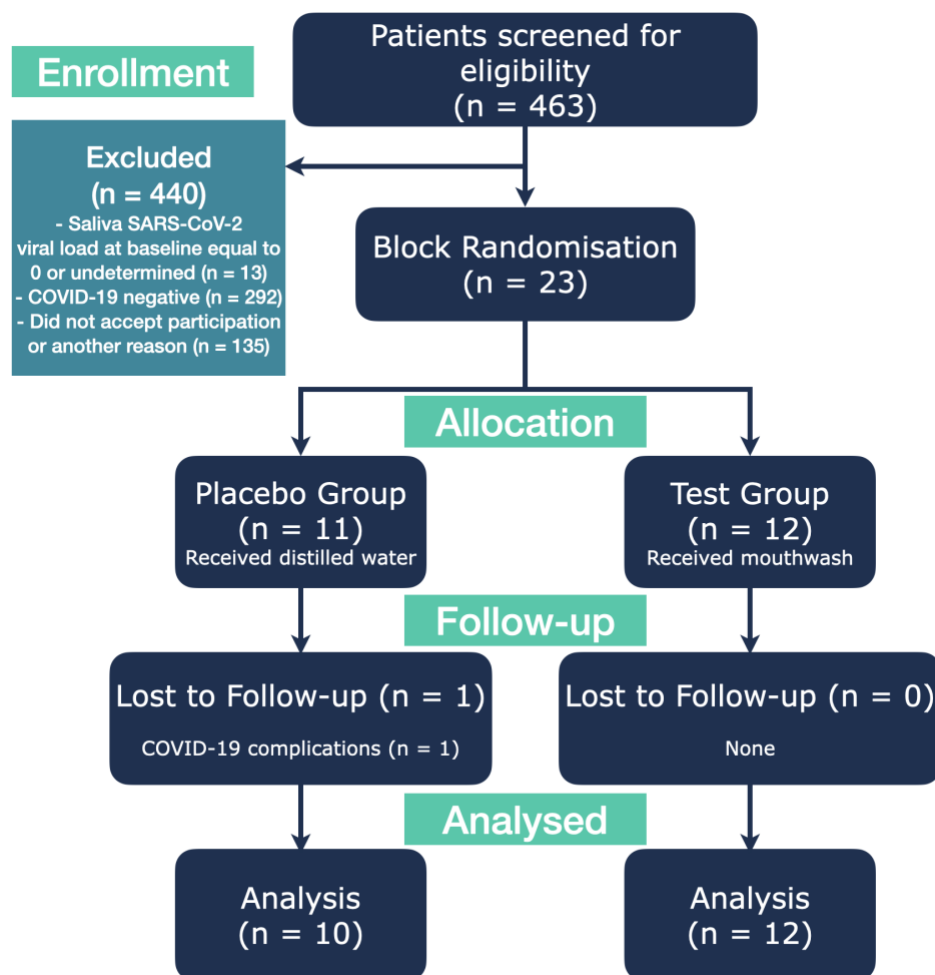 Patients screened for
eligibility
(n = 463)
Enrollment
Excluded
(n = 440)
- Saliva SARS-CoV-2
viral load at baseline equal to
0 or undetermined (n = 13)
- COVID-19 negative (n = 292)
- Did not accept participation
or another reason (n = 135)
Block Randomisation
(n = 23)
Allocation
Placebo Group
(n = 11)
Received distilled water
Test Group
(n = 12)
Received mouthwash
Follow-up
Lost to Follow-up (n = 1)
COVID-19 complications (n = 1)
Lost to Follow-up (n = 0)
None
Analysed
Analysis
(n = 10)
Analysis
(n = 12)